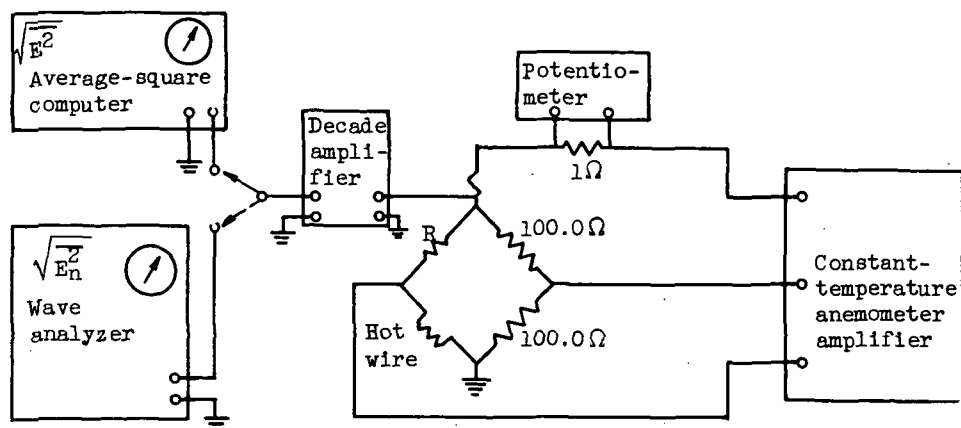 √E²
Average-square
computer
Decade
ampli-
fier
Potentio-
meter
1Ω
R
100.0Ω
Hot
wire
100.0Ω
Constant-
temperature
anemometer
amplifier
√Eₙ²
Wave
analyzer